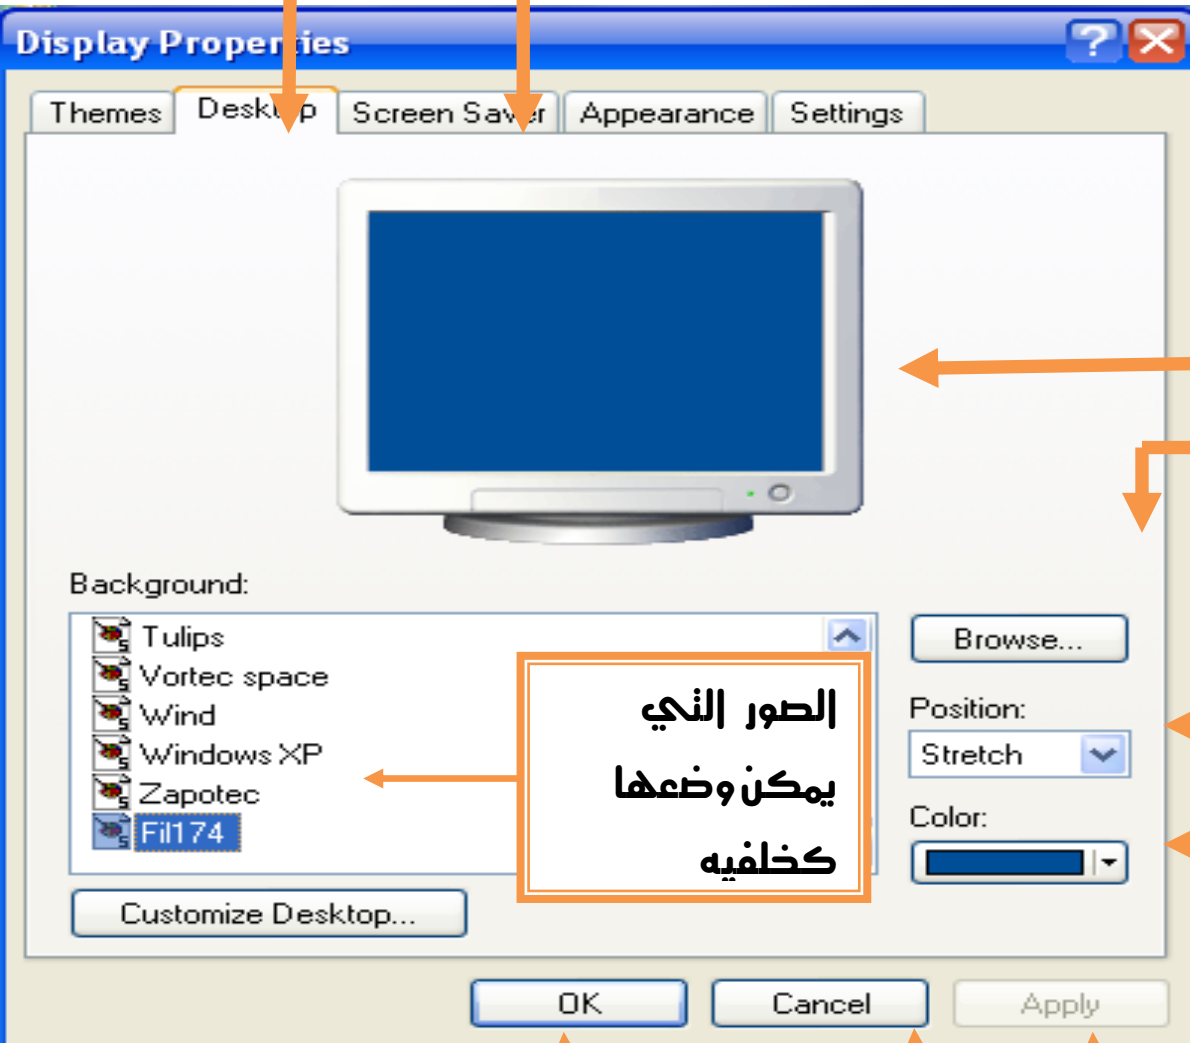 Display Properties
Themes Desktop Screen Saver Appearance Settings
Background:
Tulips
Vortec space
Wind
Windows XP
Zapotec
Fil174
الصور التي
يمكن وضعها
كخلفيه
Browse...
Position:
Stretch
Color:
Customize Desktop...
OK Cancel Apply